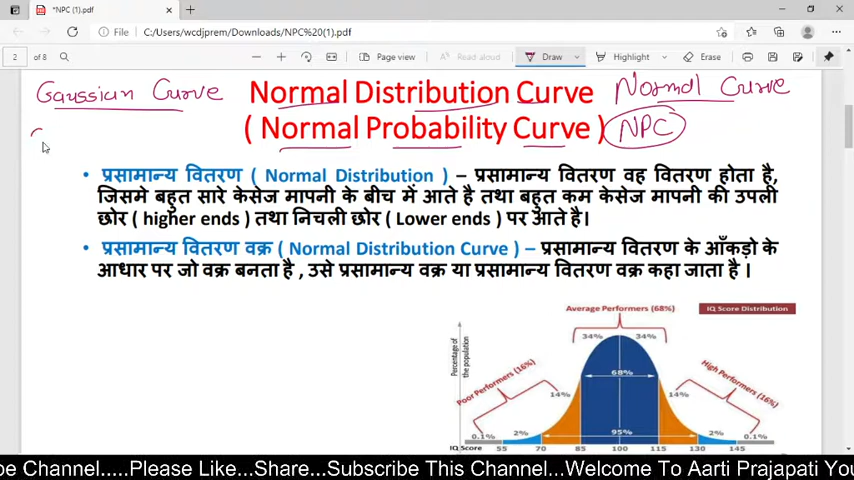 *NPC (1).pdf
File
C:/Users/wcdjprem/Downloads/NPC%20(1).pdf
2 of 8
Page view
Read aloud
Draw
Highlight
Erase
Gaussian Curve
Normal Distribution Curve
Normal Curve
( Normal Probability Curve )
NPC
• प्रसामान्य वितरण ( Normal Distribution ) – प्रसामान्य वितरण वह वितरण होता है,
जिसमे बहुत सारे केसेज मापनी के बीच में आते है तथा बहुत कम केसेज मापनी की उपली
छोर ( higher ends ) तथा निचली छोर ( Lower ends ) पर आते है।
• प्रसामान्य वितरण वक्र ( Normal Distribution Curve ) – प्रसामान्य वितरण के आँकड़ो के
आधार पर जो वक्र बनता है , उसे प्रसामान्य वक्र या प्रसामान्य वितरण वक्र कहा जाता है ।
Average Performers (68%)
IQ Score Distribution
Percentage of
the population
34% 34%
Poor Performers (16%)
68%
High Performers (16%)
14% 14%
0.1% 2% 95% 2% 0.1%
IQ Score 55 70 85 100 115 130 145
be Channel.....Please Like...Share...Subscribe This Channel...Welcome To Aarti Prajapati You